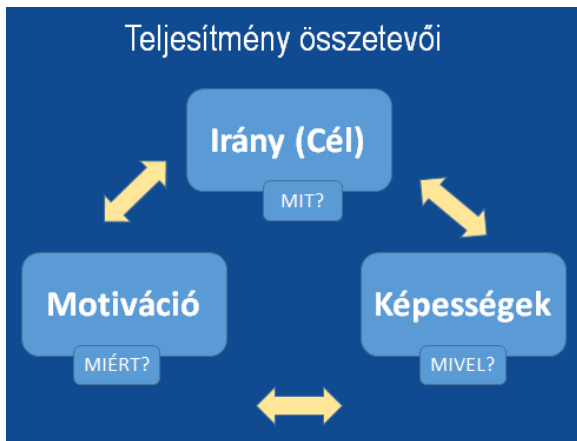 Teljesítmény összetevői
Irány (Cél)
MIT?
Motiváció
MIÉRT?
Képességek
MIVEL?